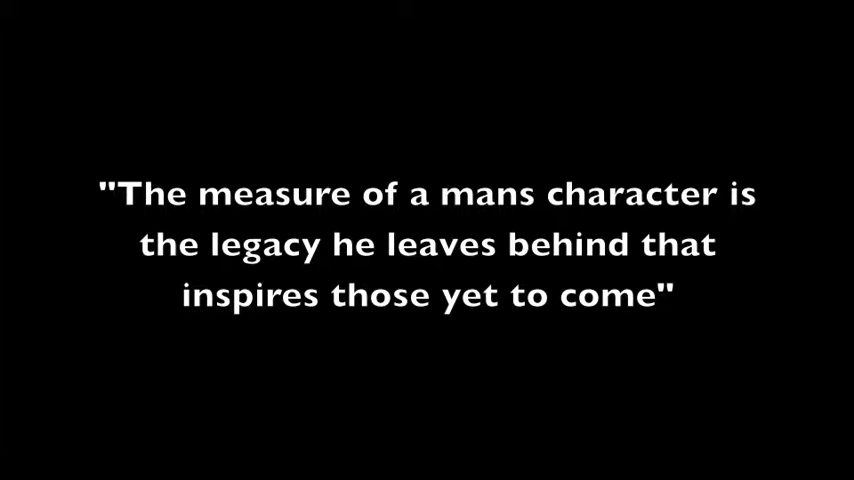 "The measure of a mans character is
the legacy he leaves behind that
inspires those yet to come"